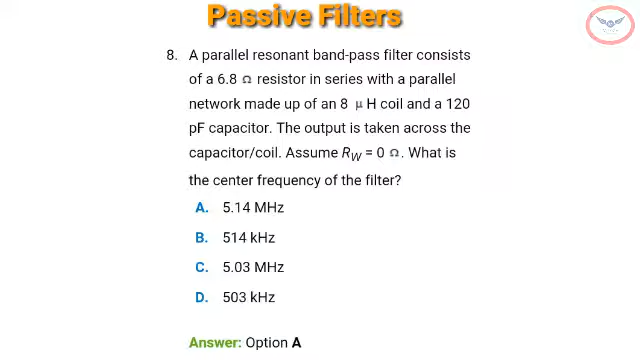 Passive Filters
8. A parallel resonant band-pass filter consists
of a 6.8 Ω resistor in series with a parallel
network made up of an 8 μ H coil and a 120
pF capacitor. The output is taken across the
capacitor/coil. Assume RW = 0 Ω. What is
the center frequency of the filter?
A. 5.14 MHz
B. 514 kHz
C. 5.03 MHz
D. 503 kHz
Answer: Option A